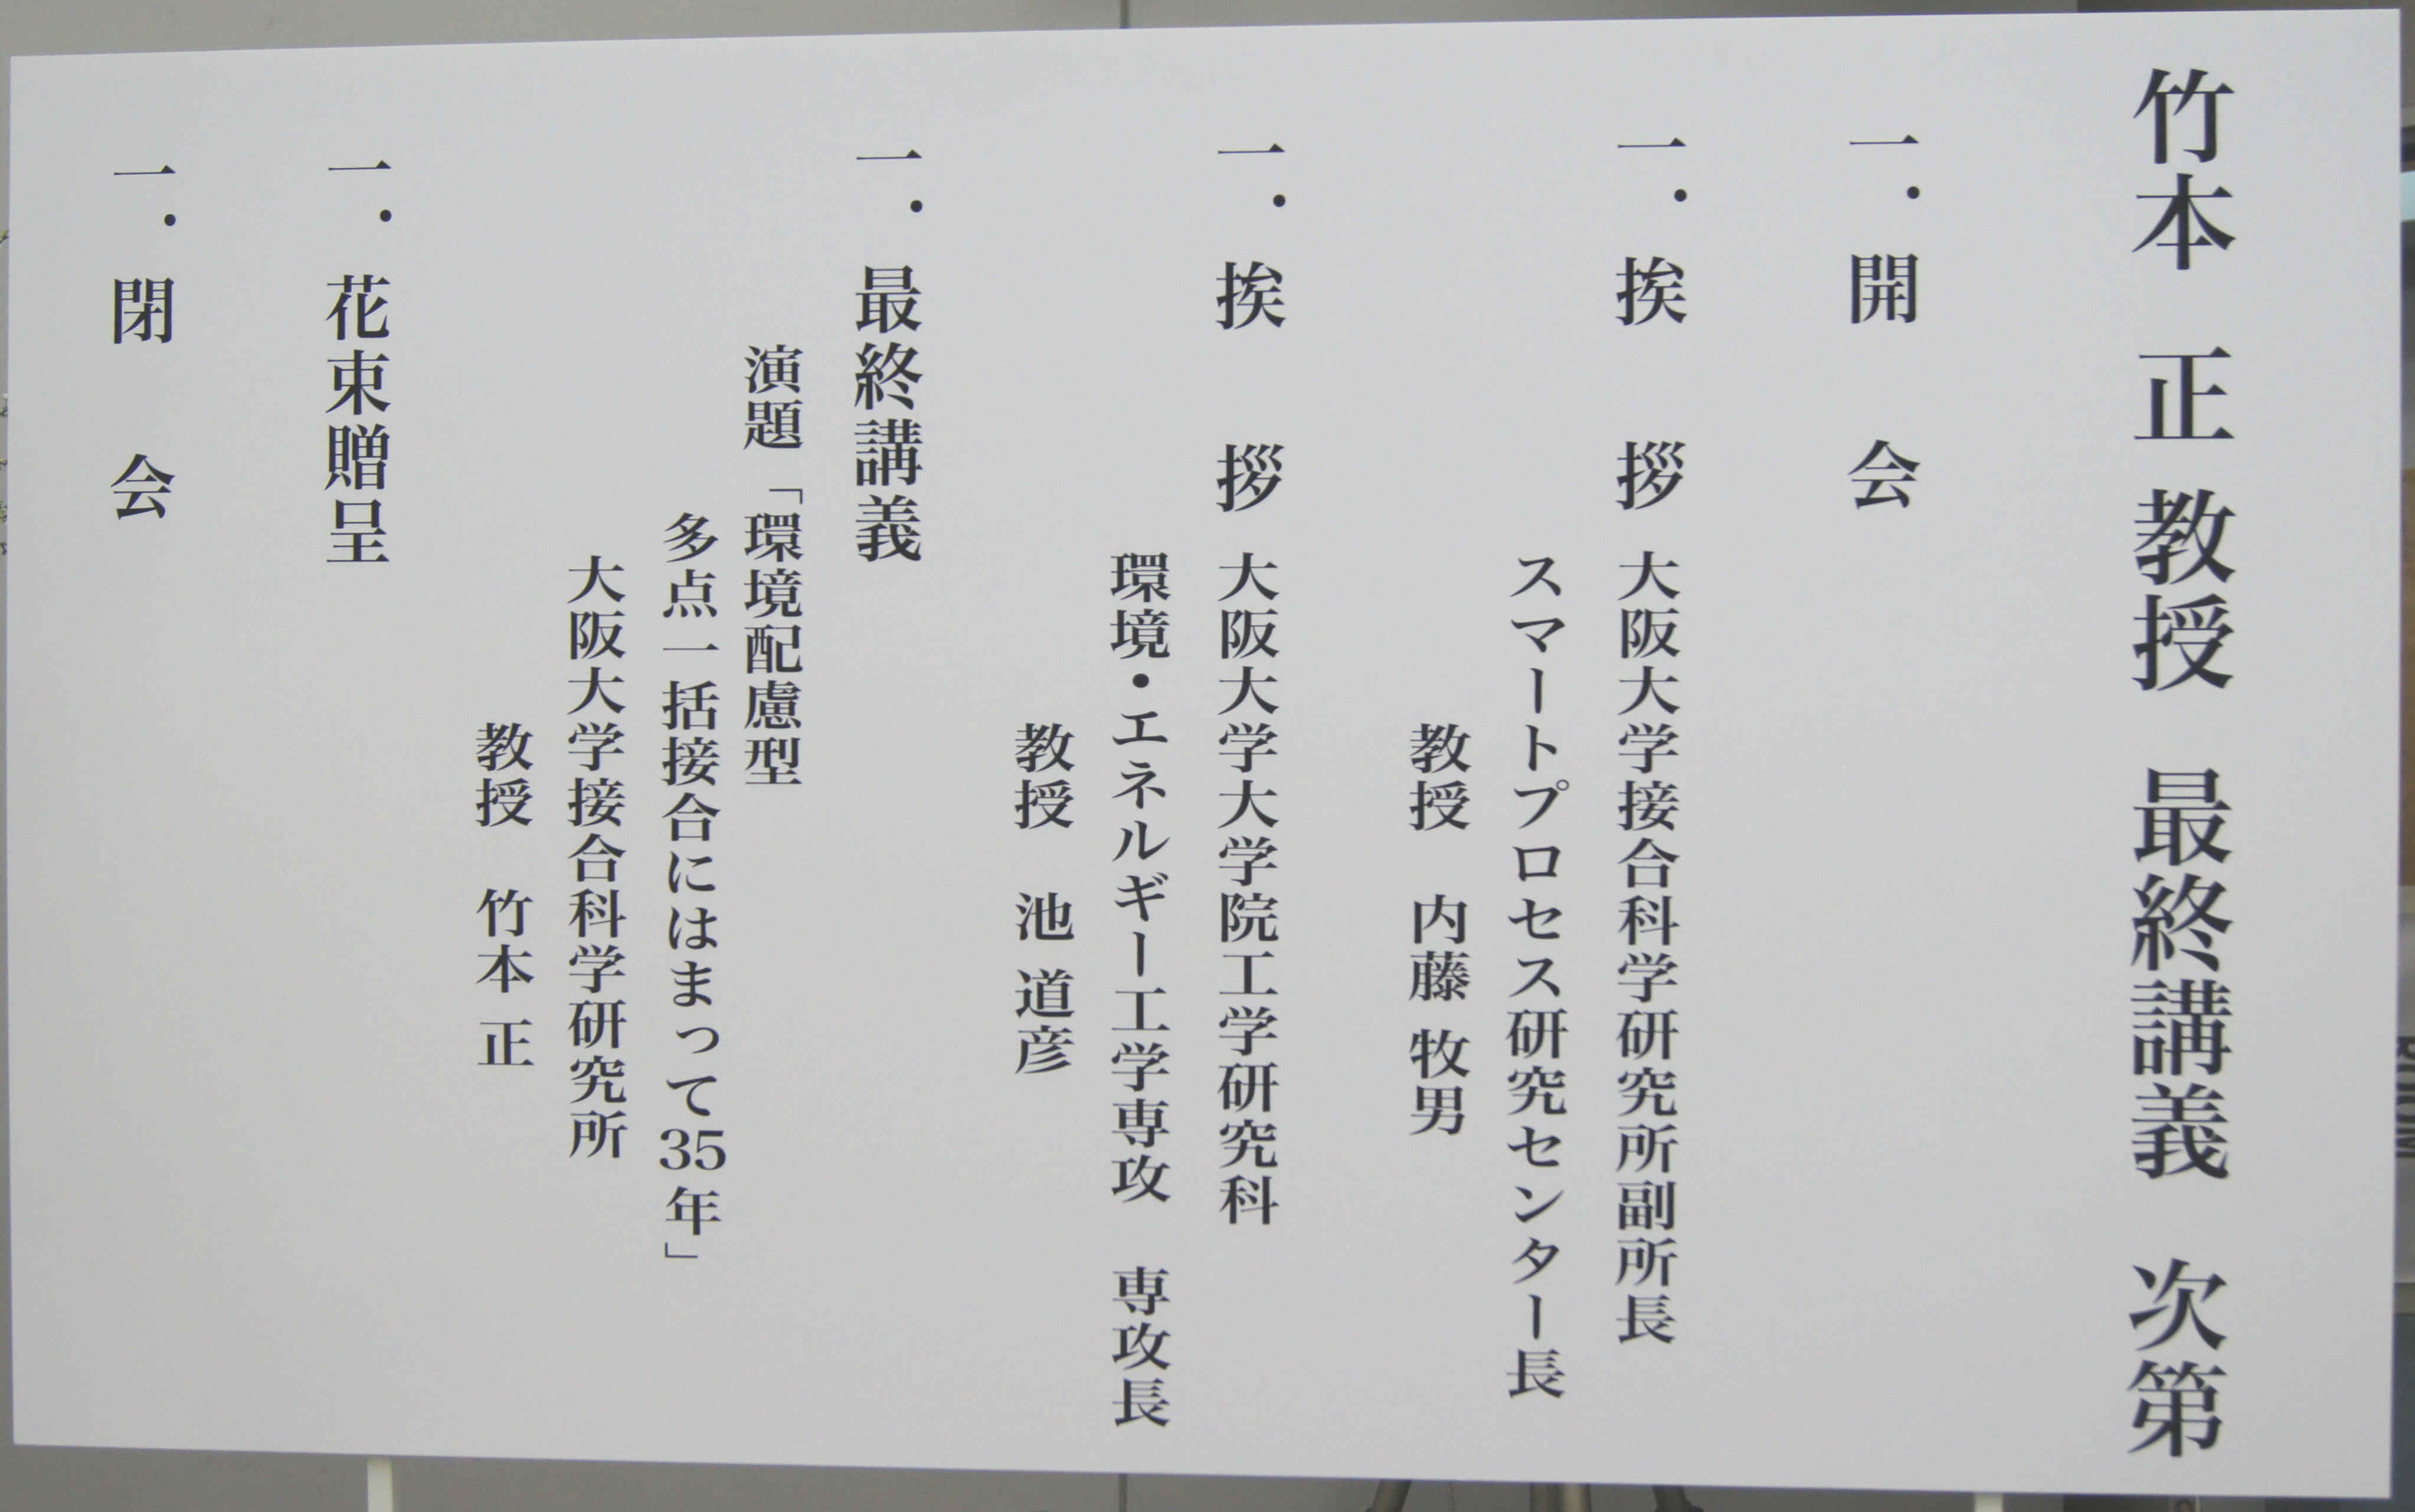 竹本 正 教授 最終講義 次第
一．開 会
一．挨 拶 大阪大学接合科学研究所副所長
スマートプロセス研究センター長
教授 内藤 牧男
一．挨 拶 大阪大学大学院工学研究科
環境・エネルギー工学専攻 専攻長
教授 池 道彦
一．最終講義
演題「環境配慮型
多点一括接合にはまって35年」
大阪大学接合科学研究所
教授 竹本 正
一．花束贈呈
一．閉 会